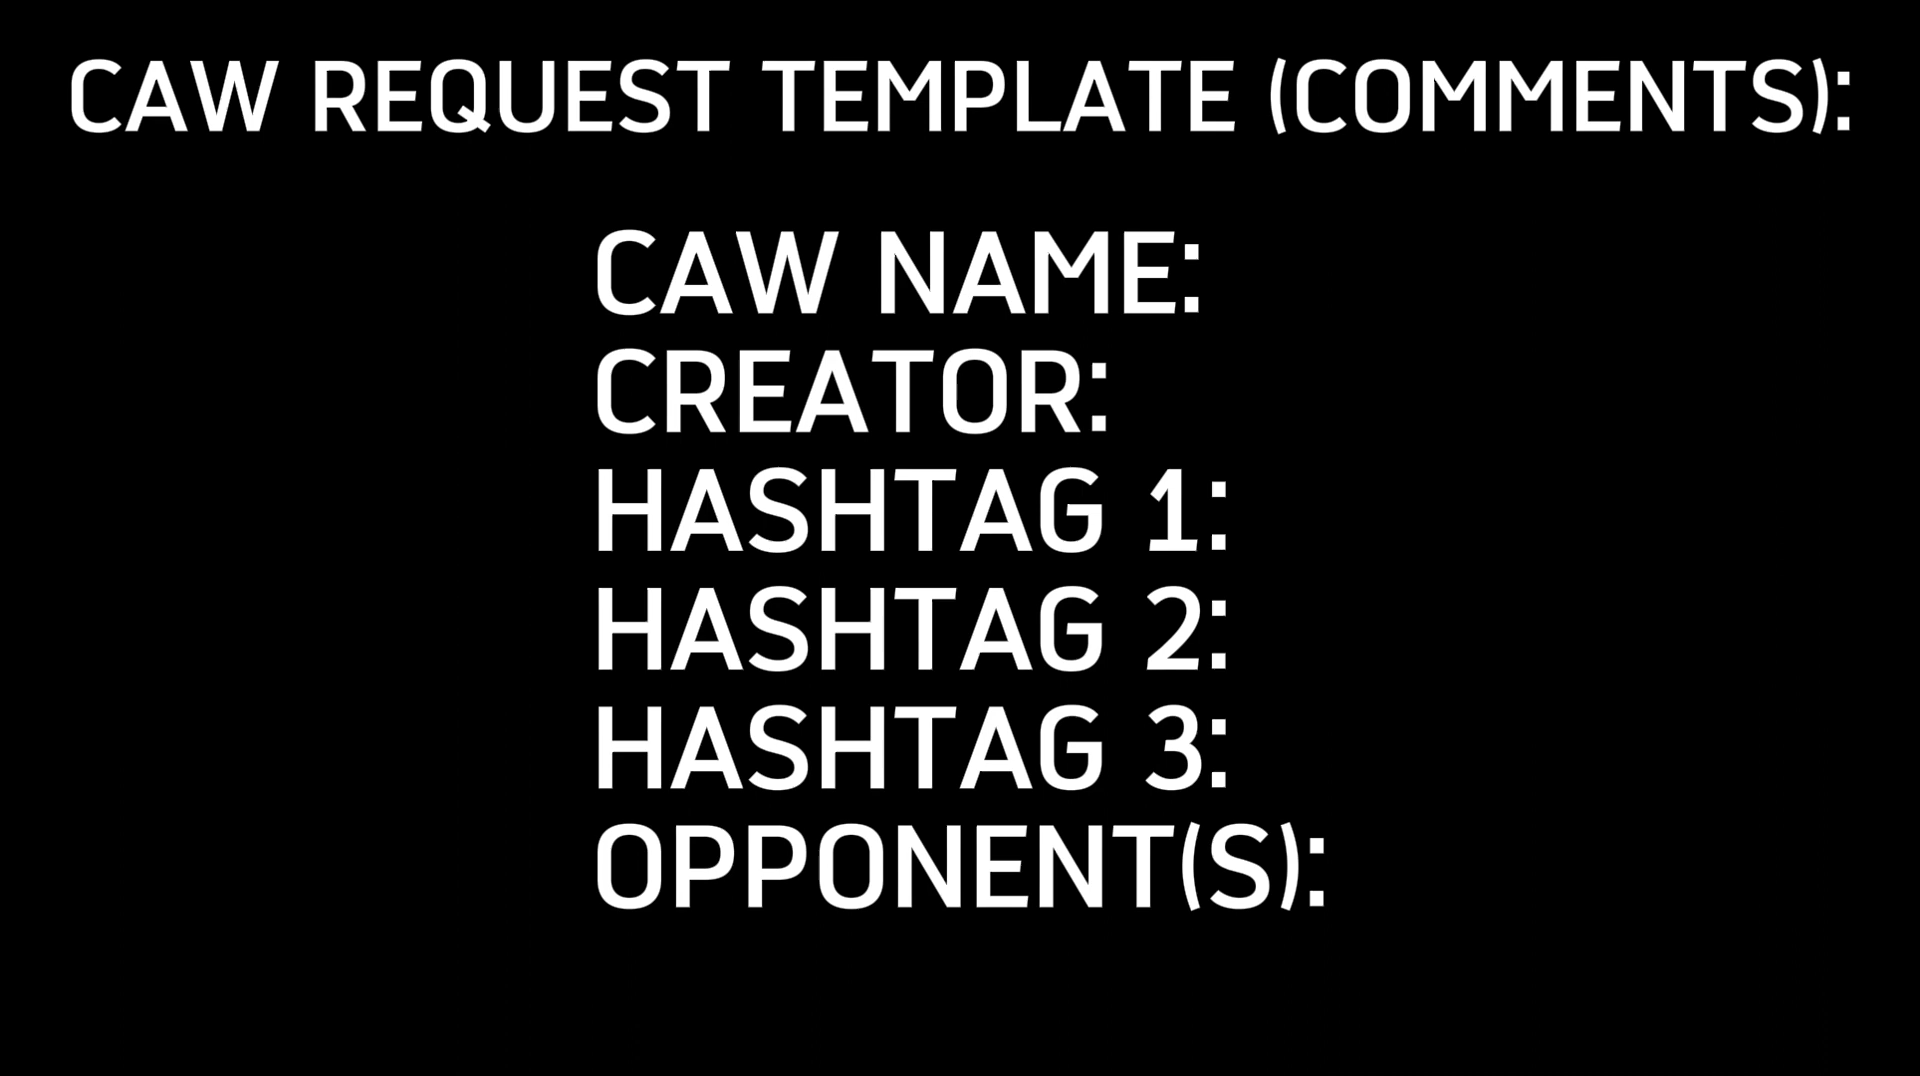 CAW REQUEST TEMPLATE (COMMENTS):
CAW NAME:
CREATOR:
HASHTAG 1:
HASHTAG 2:
HASHTAG 3:
OPPONENT(S):